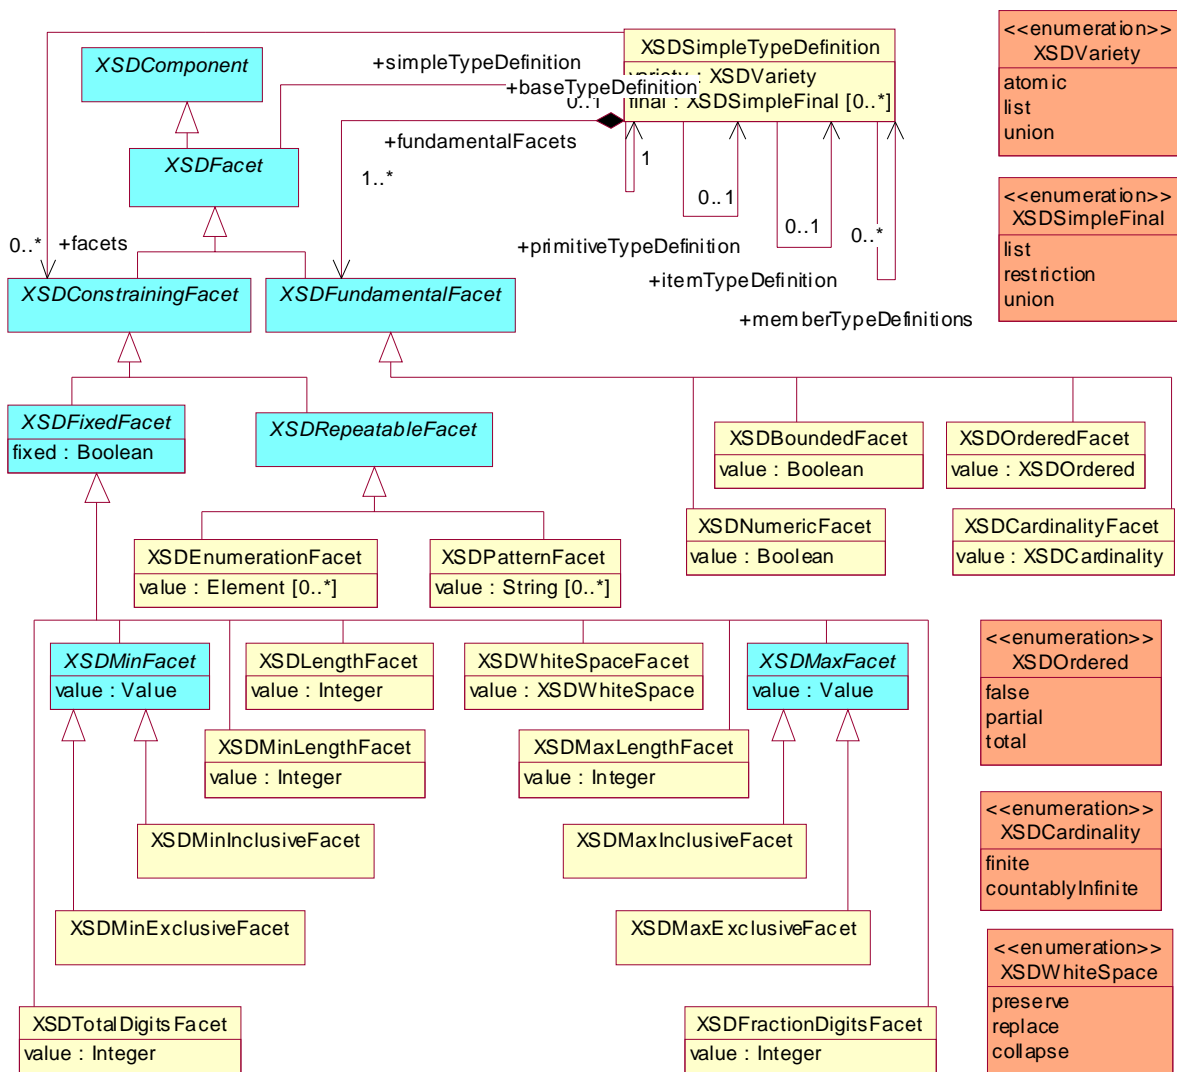 XSDComponent
+simpleTypeDefinition
XSDSimpleTypeDefinition
variety : XSDVariety
+baseTypeDefinition
0..1
final : XSDSimpleFinal [0..*]
<<enumeration>>
XSDVariety
atomic
list
union
XSDFacet
+fundamentalFacets
1..*
1
0..1
0..1
0..*
<<enumeration>>
XSDSimpleFinal
list
restriction
union
0..*
+facets
+primitiveTypeDefinition
+itemTypeDefinition
+memberTypeDefinitions
XSDConstrainingFacet
XSDFundamentalFacet
XSDFixedFacet
fixed : Boolean
XSDRepeatableFacet
XSDBoundedFacet
value : Boolean
XSDOrderedFacet
value : XSDOrdered
XSDNumericFacet
value : Boolean
XSDCardinalityFacet
value : XSDCardinality
XSDEnumerationFacet
value : Element [0..*]
XSDPatternFacet
value : String [0..*]
XSDMinFacet
value : Value
XSDLengthFacet
value : Integer
XSDWhiteSpaceFacet
value : XSDWhiteSpace
XSDMaxFacet
value : Value
<<enumeration>>
XSDOrdered
false
partial
total
XSDMinLengthFacet
value : Integer
XSDMaxLengthFacet
value : Integer
XSDMinInclusiveFacet
XSDMaxInclusiveFacet
<<enumeration>>
XSDCardinality
finite
countablyInfinite
XSDMinExclusiveFacet
XSDMaxExclusiveFacet
<<enumeration>>
XSDWhiteSpace
preserve
replace
collapse
XSDTotalDigitsFacet
value : Integer
XSDFractionDigitsFacet
value : Integer